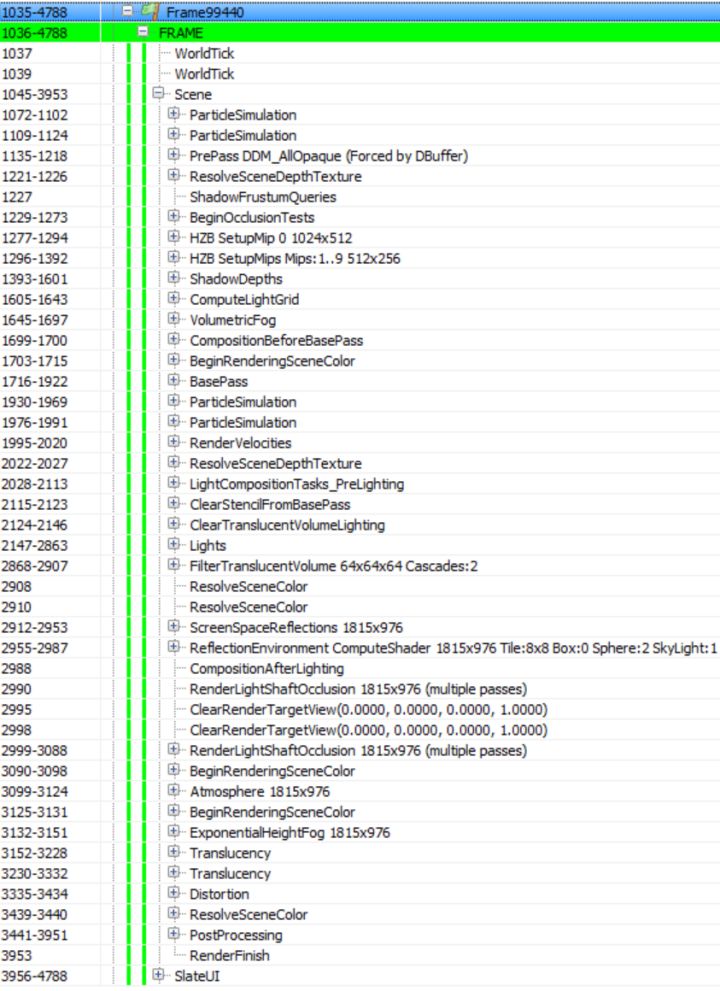 1035-4788 Frame99440
1036-4788 FRAME
1037 WorldTick
1039 WorldTick
1045-3953 Scene
1072-1102 ParticleSimulation
1109-1124 ParticleSimulation
1135-1218 PrePass DDM_AllOpaque (Forced by DBuffer)
1221-1226 ResolveSceneDepthTexture
1227 ShadowFrustumQueries
1229-1273 BeginOcclusionTests
1277-1294 HZB SetupMip 0 1024x512
1296-1392 HZB SetupMips Mips:1..9 512x256
1393-1601 ShadowDepths
1605-1643 ComputeLightGrid
1645-1697 VolumetricFog
1699-1700 CompositionBeforeBasePass
1703-1715 BeginRenderingSceneColor
1716-1922 BasePass
1930-1969 ParticleSimulation
1976-1991 ParticleSimulation
1995-2020 RenderVelocities
2022-2027 ResolveSceneDepthTexture
2028-2113 LightCompositionTasks_PreLighting
2115-2123 ClearStencilFromBasePass
2124-2146 ClearTranslucentVolumeLighting
2147-2863 Lights
2868-2907 FilterTranslucentVolume 64x64x64 Cascades:2
2908 ResolveSceneColor
2910 ResolveSceneColor
2912-2953 ScreenSpaceReflections 1815x976
2955-2987 ReflectionEnvironment ComputeShader 1815x976 Tile:8x8 Box:0 Sphere:2 SkyLight:1
2988 CompositionAfterLighting
2990 RenderLightShaftOcclusion 1815x976 (multiple passes)
2995 ClearRenderTargetView(0.0000, 0.0000, 0.0000, 1.0000)
2998 ClearRenderTargetView(0.0000, 0.0000, 0.0000, 1.0000)
2999-3088 RenderLightShaftOcclusion 1815x976 (multiple passes)
3090-3098 BeginRenderingSceneColor
3099-3124 Atmosphere 1815x976
3125-3131 BeginRenderingSceneColor
3132-3151 ExponentialHeightFog 1815x976
3152-3228 Translucency
3230-3332 Translucency
3335-3434 Distortion
3439-3440 ResolveSceneColor
3441-3951 PostProcessing
3953 RenderFinish
3956-4788 SlateUI